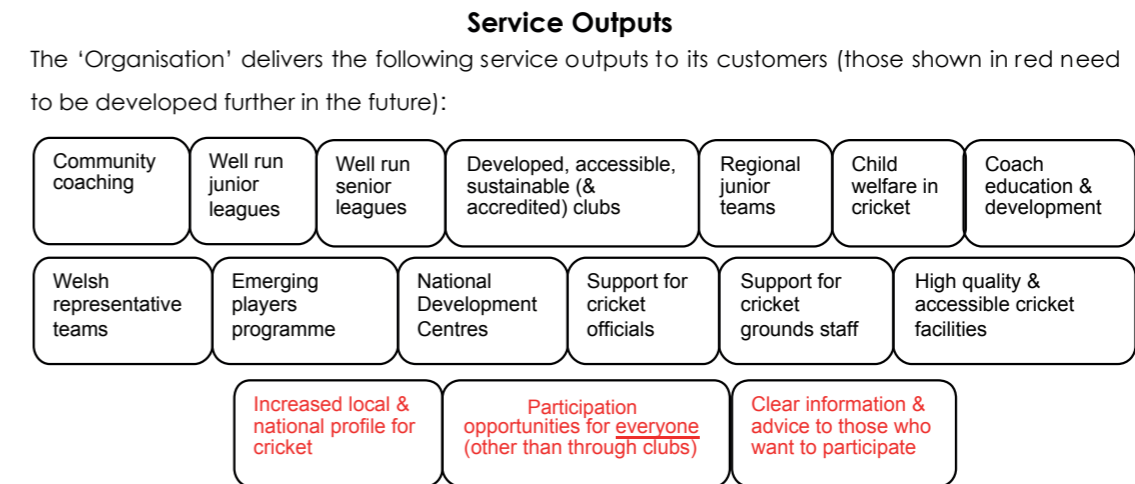 Service Outputs
The ‘Organisation’ delivers the following service outputs to its customers (those shown in red need
to be developed further in the future):
Community
coaching
Well run
junior
leagues
Well run
senior
leagues
Developed, accessible,
sustainable (&
accredited) clubs
Regional
junior
teams
Child
welfare in
cricket
Coach
education &
development
Welsh
representative
teams
Emerging
players
programme
National
Development
Centres
Support for
cricket
officials
Support for
cricket
grounds staff
High quality &
accessible cricket
facilities
Increased local &
national profile for
cricket
Participation
opportunities for everyone
(other than through clubs)
Clear information &
advice to those who
want to participate